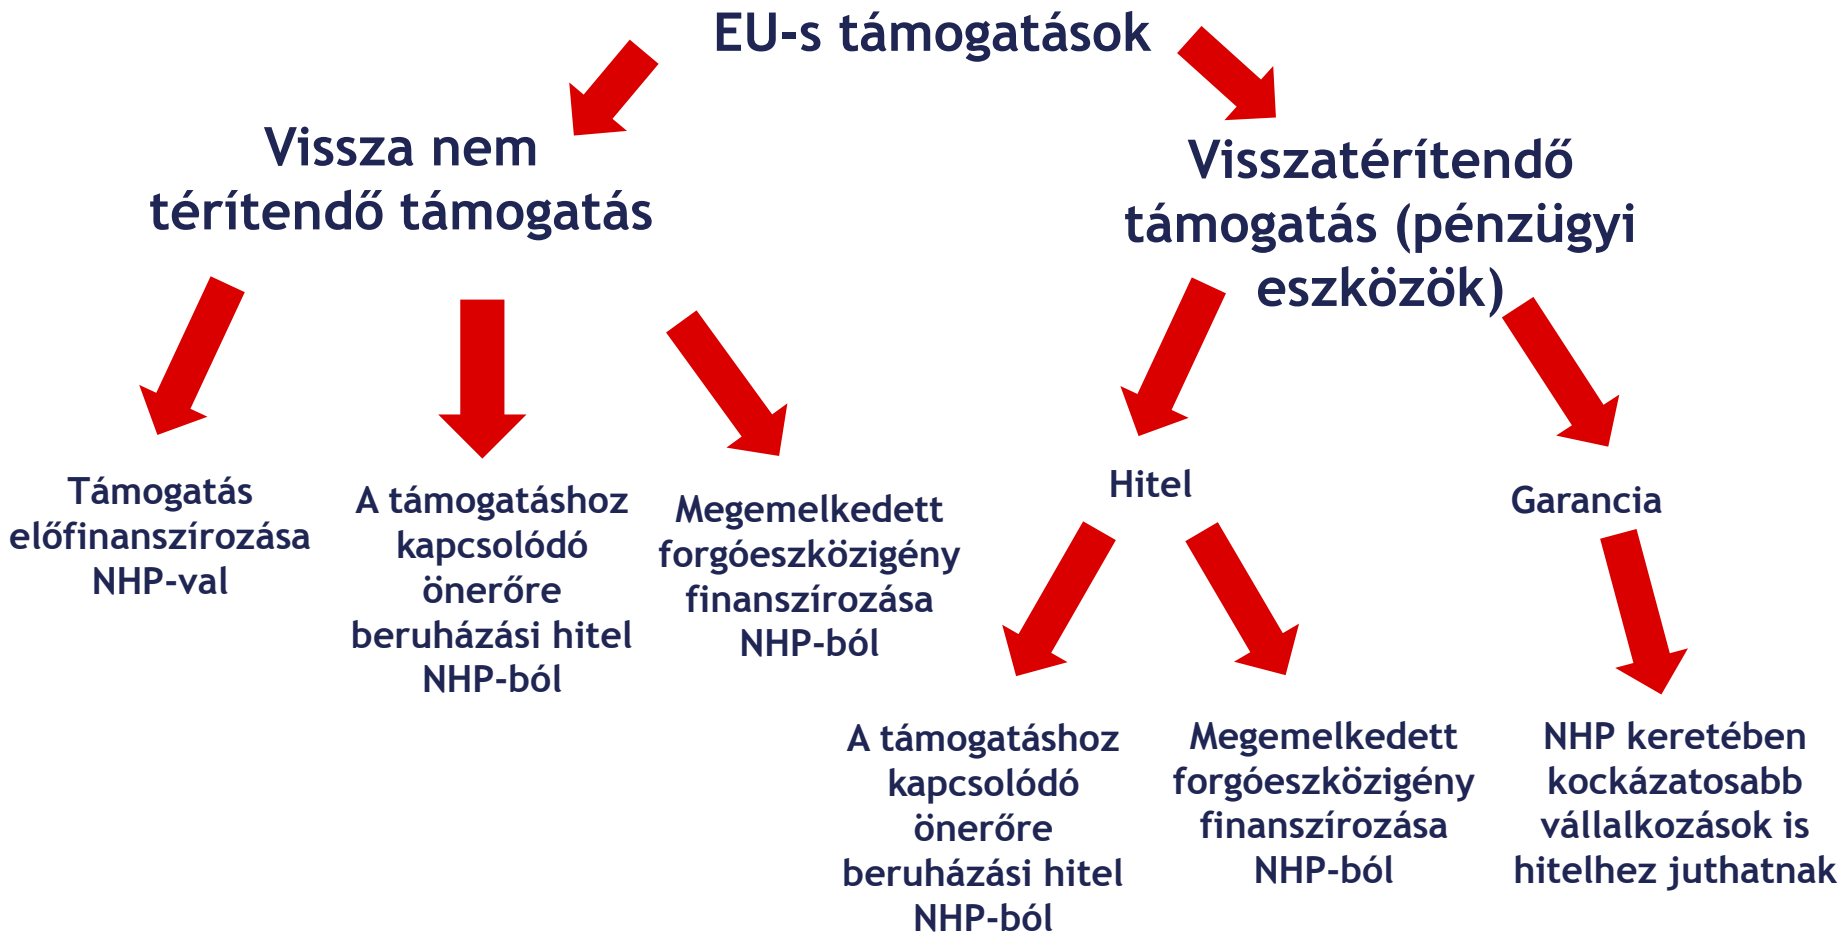 EU-s támogatások
Vissza nem
térítendő támogatás
Visszatérítendő
támogatás (pénzügyi
eszközök)
Támogatás
előfinanszírozása
NHP-val
A támogatáshoz
kapcsolódó
önerőre
beruházási hitel
NHP-ból
Megemelkedett
forgóeszközigény
finanszírozása
NHP-ból
Hitel
Garancia
A támogatáshoz
kapcsolódó
önerőre
beruházási hitel
NHP-ból
Megemelkedett
forgóeszközigény
finanszírozása
NHP-ból
NHP keretében
kockázatosabb
vállalkozások is
hitelhez juthatnak